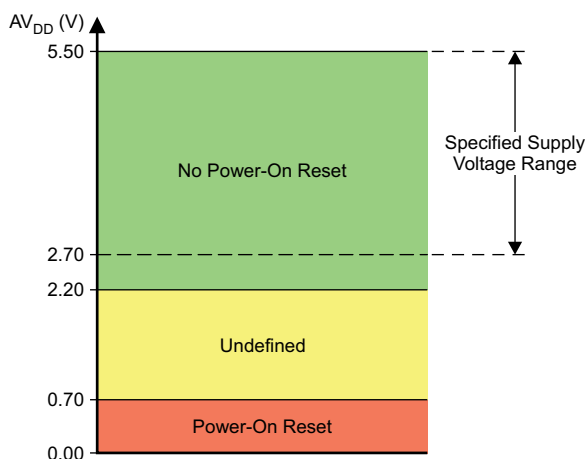 AVDD (V)
5.50
Specified Supply
Voltage Range
No Power-On Reset
2.70
2.20
Undefined
0.70
Power-On Reset
0.00